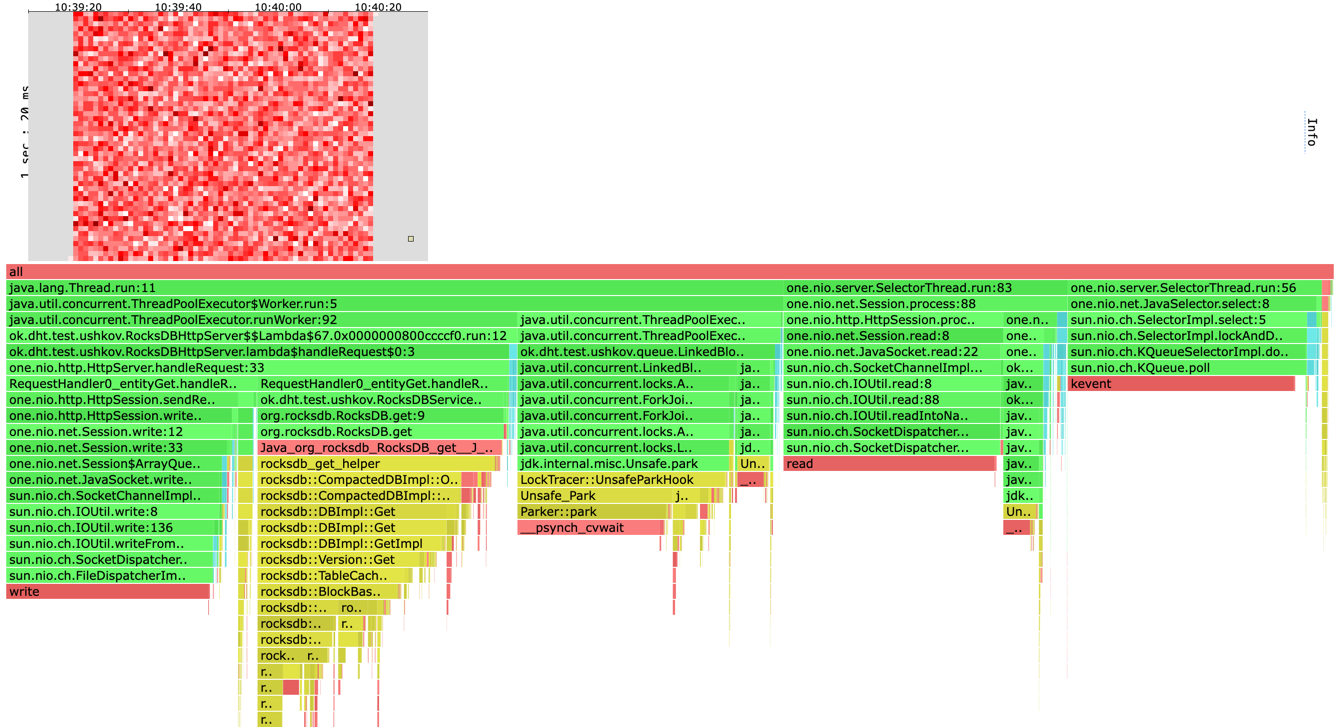 10:39:20 10:39:40 10:40:00 10:40:20
1 sec : 20 ms
Info
all
java.lang.Thread.run:11 one.nio.server.SelectorThread.run:83 one.nio.server.SelectorThread.run:56
java.util.concurrent.ThreadPoolExecutor$Worker.run:5 one.nio.net.Session.process:88 one.nio.net.JavaSelector.select:8
java.util.concurrent.ThreadPoolExecutor.runWorker:92 java.util.concurrent.ThreadPoolExec.. one.nio.http.HttpSession.proc.. one.n.. sun.nio.ch.SelectorImpl.select:5
ok.dht.test.ushkov.RocksDBHttpServer$$Lambda$67.0x0000000800ccccf0.run:12 java.util.concurrent.ThreadPoolExec.. one.nio.net.Session.read:8 one.. sun.nio.ch.SelectorImpl.lockAndD..
ok.dht.test.ushkov.RocksDBHttpServer.lambda$handleRequest$0:3 ok.dht.test.ushkov.queue.LinkedBlo.. one.nio.net.JavaSocket.read:22 one.. sun.nio.ch.KQueueSelectorImpl.do..
one.nio.http.HttpServer.handleRequest:33 java.util.concurrent.LinkedBl.. ja.. sun.nio.ch.SocketChannelImpl... ok... sun.nio.ch.KQueue.poll
RequestHandler0_entityGet.handleR.. RequestHandler0_entityGet.handleR.. java.util.concurrent.locks.A.. ja.. sun.nio.ch.IOUtil.read:8 jav.. kevent
one.nio.http.HttpSession.sendRe.. ok.dht.test.ushkov.RocksDBService.. java.util.concurrent.ForkJoi.. ja.. sun.nio.ch.IOUtil.read:88 ok...
one.nio.http.HttpSession.write.. org.rocksdb.RocksDB.get:9 java.util.concurrent.ForkJoi.. ja.. sun.nio.ch.IOUtil.readIntoNa.. jav..
one.nio.net.Session.write:12 org.rocksdb.RocksDB.get java.util.concurrent.locks.A.. ja.. sun.nio.ch.SocketDispatcher... jav..
one.nio.net.Session.write:33 Java_org_rocksdb_RocksDB_get__J_.. java.util.concurrent.locks.L.. jd.. sun.nio.ch.SocketDispatcher... jav..
one.nio.net.Session$ArrayQue.. rocksdb_get_helper jdk.internal.misc.Unsafe.park Un.. read jav..
one.nio.net.JavaSocket.write.. rocksdb::CompactedDBImpl::O.. LockTracer::UnsafeParkHook _.. jav..
sun.nio.ch.SocketChannelImpl.. rocksdb::CompactedDBImpl::.. Unsafe_Park j.. jdk..
sun.nio.ch.IOUtil.write:8 rocksdb::DBImpl::Get Parker::park Un..
sun.nio.ch.IOUtil.write:136 rocksdb::DBImpl::Get __psynch_cvwait _..
sun.nio.ch.IOUtil.writeFrom.. rocksdb::DBImpl::GetImpl
sun.nio.ch.SocketDispatcher.. rocksdb::Version::Get
sun.nio.ch.FileDispatcherIm.. rocksdb::TableCach..
write rocksdb::BlockBas..
rocksdb::.. ro..
rocksdb:.. r..
rocksdb:..
rock.. r..
r..
r..
r..
r..